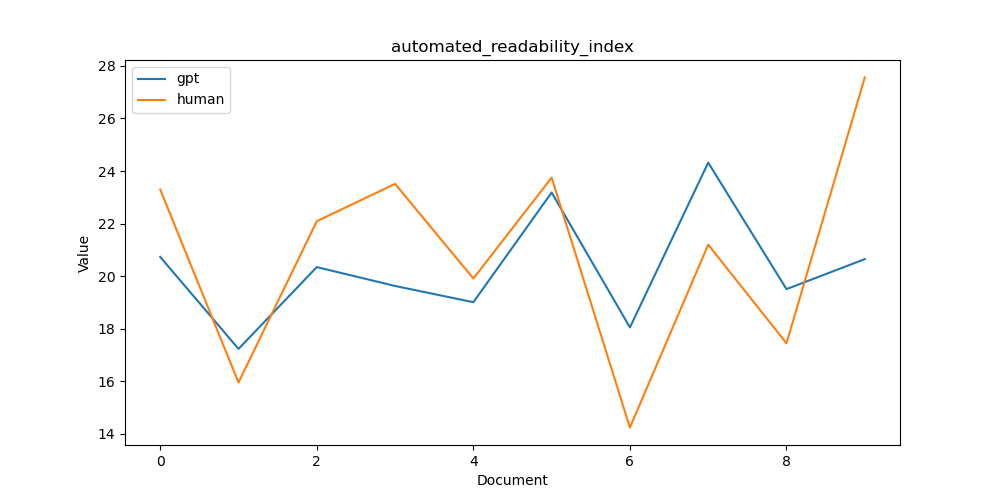 automated_readability_index
28
26
24
22
20
18
16
14
Value
gpt
human
0
2
4
6
8
Document